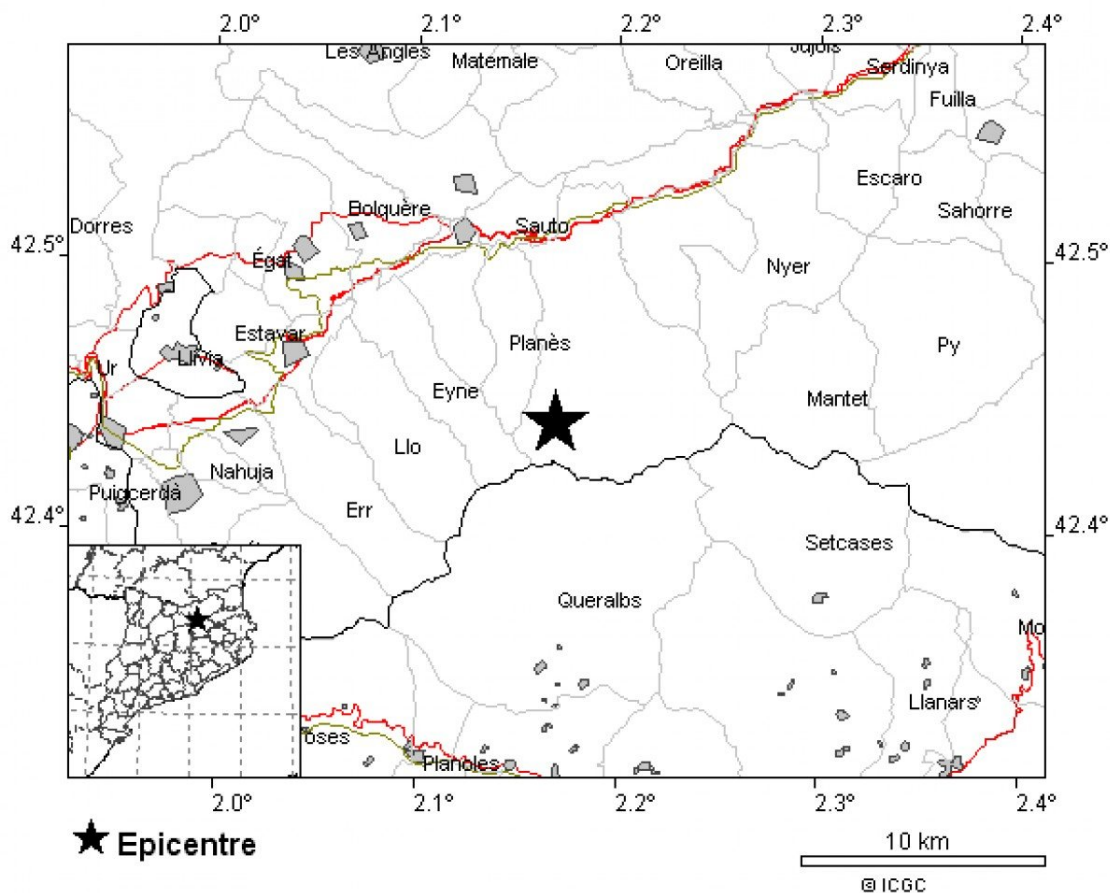 2.0° 2.1° 2.2° 2.3° 2.4°
Les Angles
Matemale
Oreilla
Jujols
Serdinya
Fuilla
Escaro
Dorres
Bolquère
Sauto
Sahorre
42.5° 42.5°
Égat
Nyer
Estavar
Llívia
Planès
Py
Ur
Eyne
Mantet
Llo
Nahuja
Puigcerdà
Err
42.4° 42.4°
Setcases
Queralbs
Mo
Llanars
oses
Planoles
2.0° 2.1° 2.2° 2.3° 2.4°
Epicentre
10 km
© ICGC